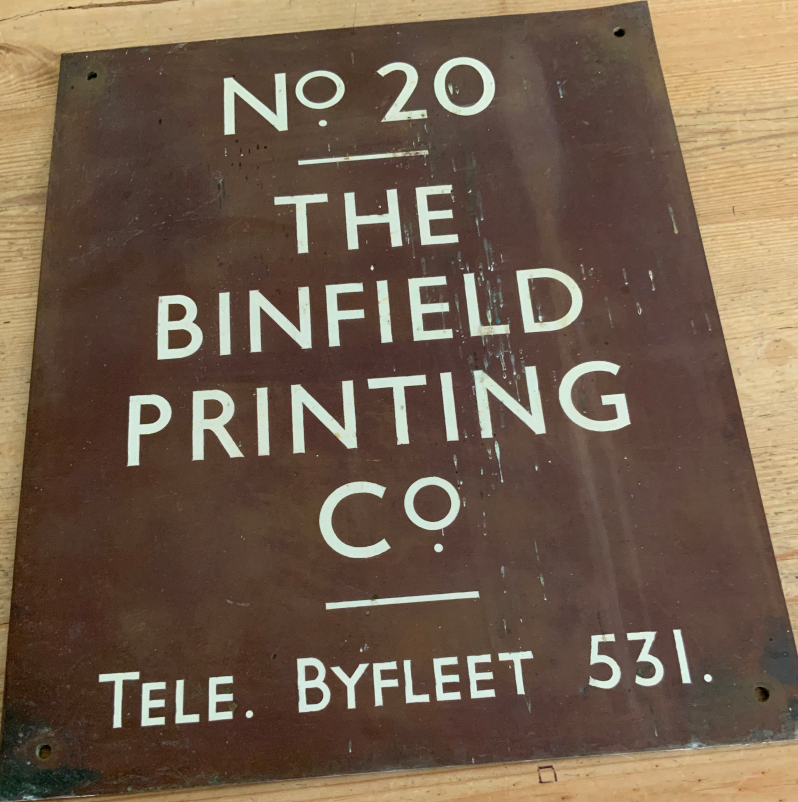 Nº 20
THE
BINFIELD
PRINTING
Cº
TELE. BYFLEET 531.